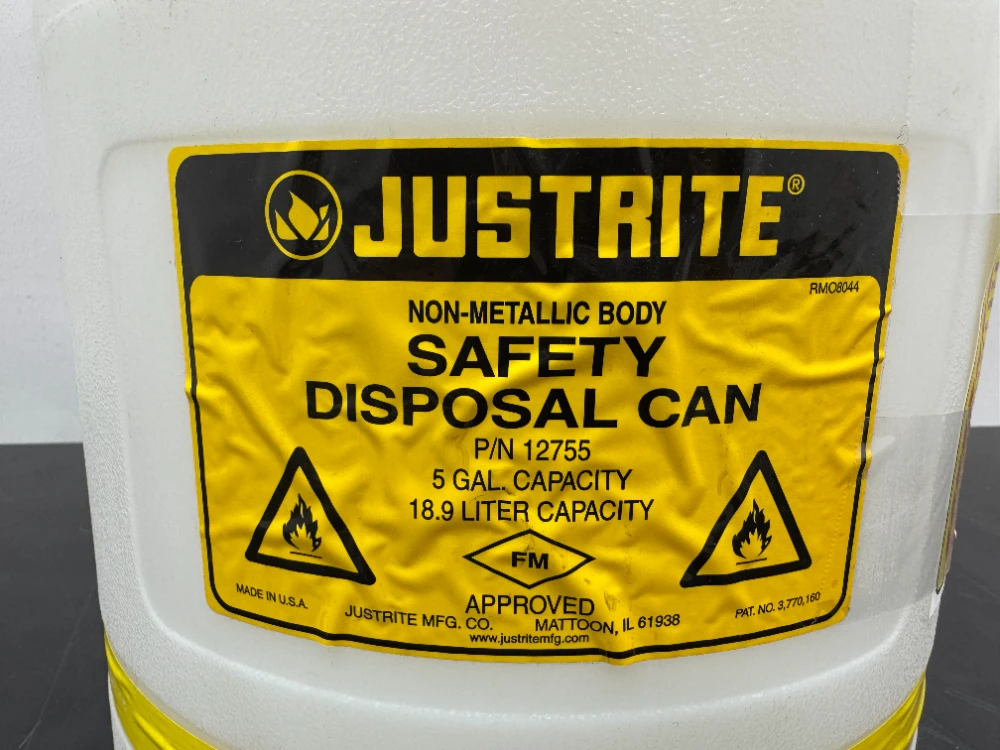 JUSTRITE®
RMO8044
NON-METALLIC BODY
SAFETY
DISPOSAL CAN
P/N 12755
5 GAL. CAPACITY
18.9 LITER CAPACITY
FM
APPROVED
MADE IN U.S.A.
JUSTRITE MFG. CO. MATTOON, IL 61938
PAT. NO. 3,770,160
www.justritemfg.com